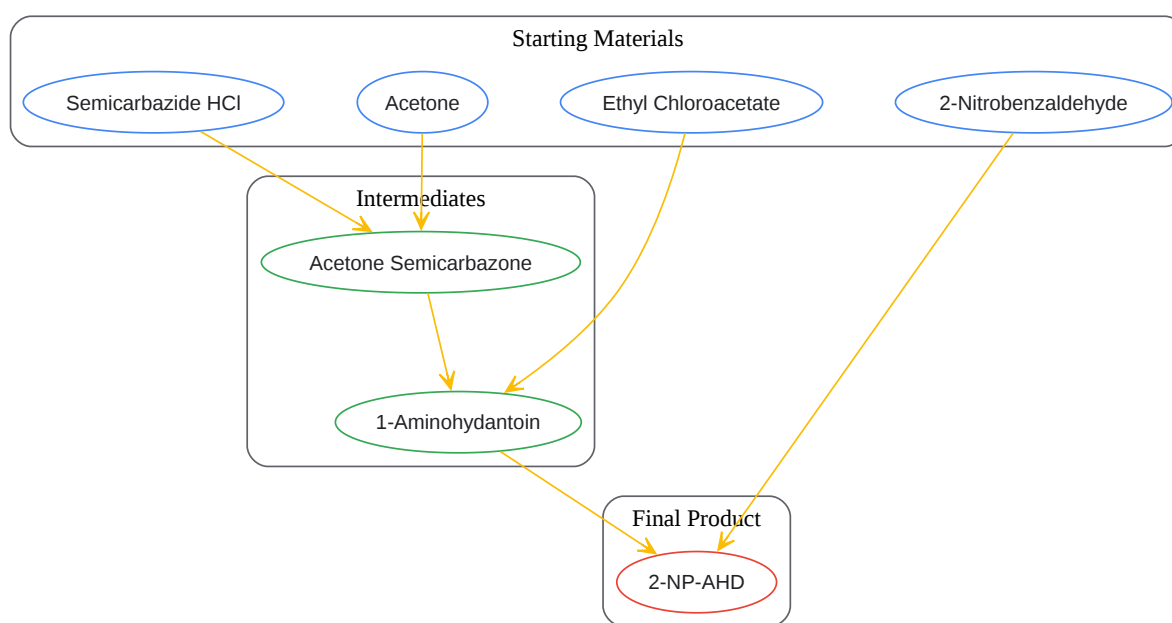 Starting Materials
Semicarbazide HCl
Acetone
Ethyl Chloroacetate
2-Nitrobenzaldehyde
Intermediates
Acetone Semicarbazone
1-Aminohydantoin
Final Product
2-NP-AHD